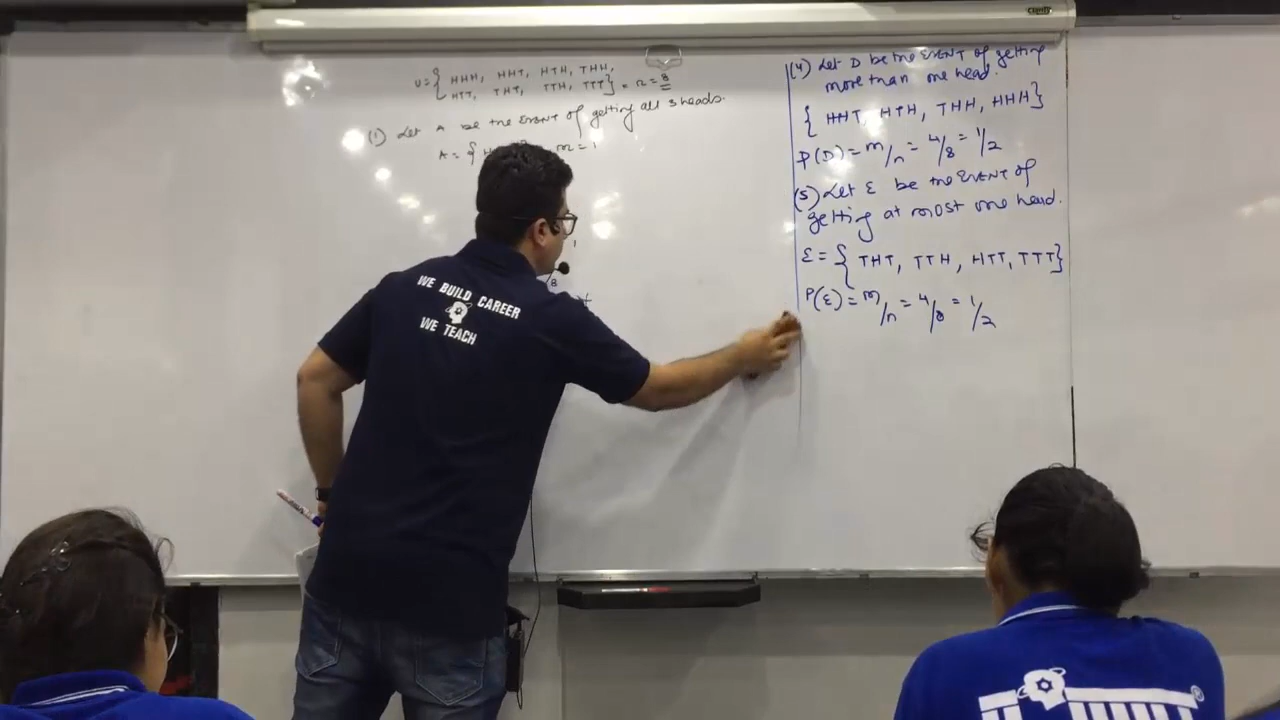 U = { HHH, HHT, HTH, THH,
HTT, THT, TTH, TTT} = n = 8
(1) Let A be the EVENT of getting all 3 heads.
A = { H m = 1
1
8
(4) Let D be the EVENT of getting
more than one head.
{ HHT, HTH, THH, HHH}
P(D) = m/n = 4/8 = 1/2
(5) Let E be the EVENT of
getting at most one head.
E = { THT, TTH, HTT, TTT}
P(E) = m/n = 4/8 = 1/2
WE BUILD CAREER
WE TEACH